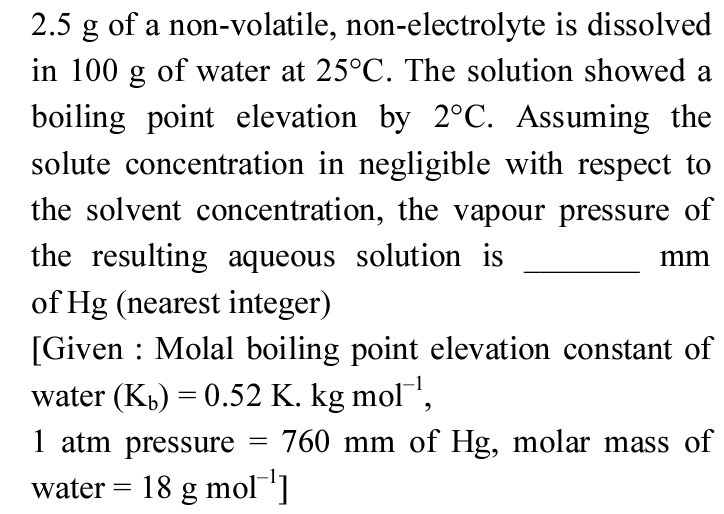 2.5 g of a non-volatile, non-electrolyte is dissolved
in 100 g of water at 25°C. The solution showed a
boiling point elevation by 2°C. Assuming the
solute concentration in negligible with respect to
the solvent concentration, the vapour pressure of
the resulting aqueous solution is _______ mm
of Hg (nearest integer)
[Given : Molal boiling point elevation constant of
water (K_b) = 0.52 K. kg mol⁻¹,
1 atm pressure = 760 mm of Hg, molar mass of
water = 18 g mol⁻¹]